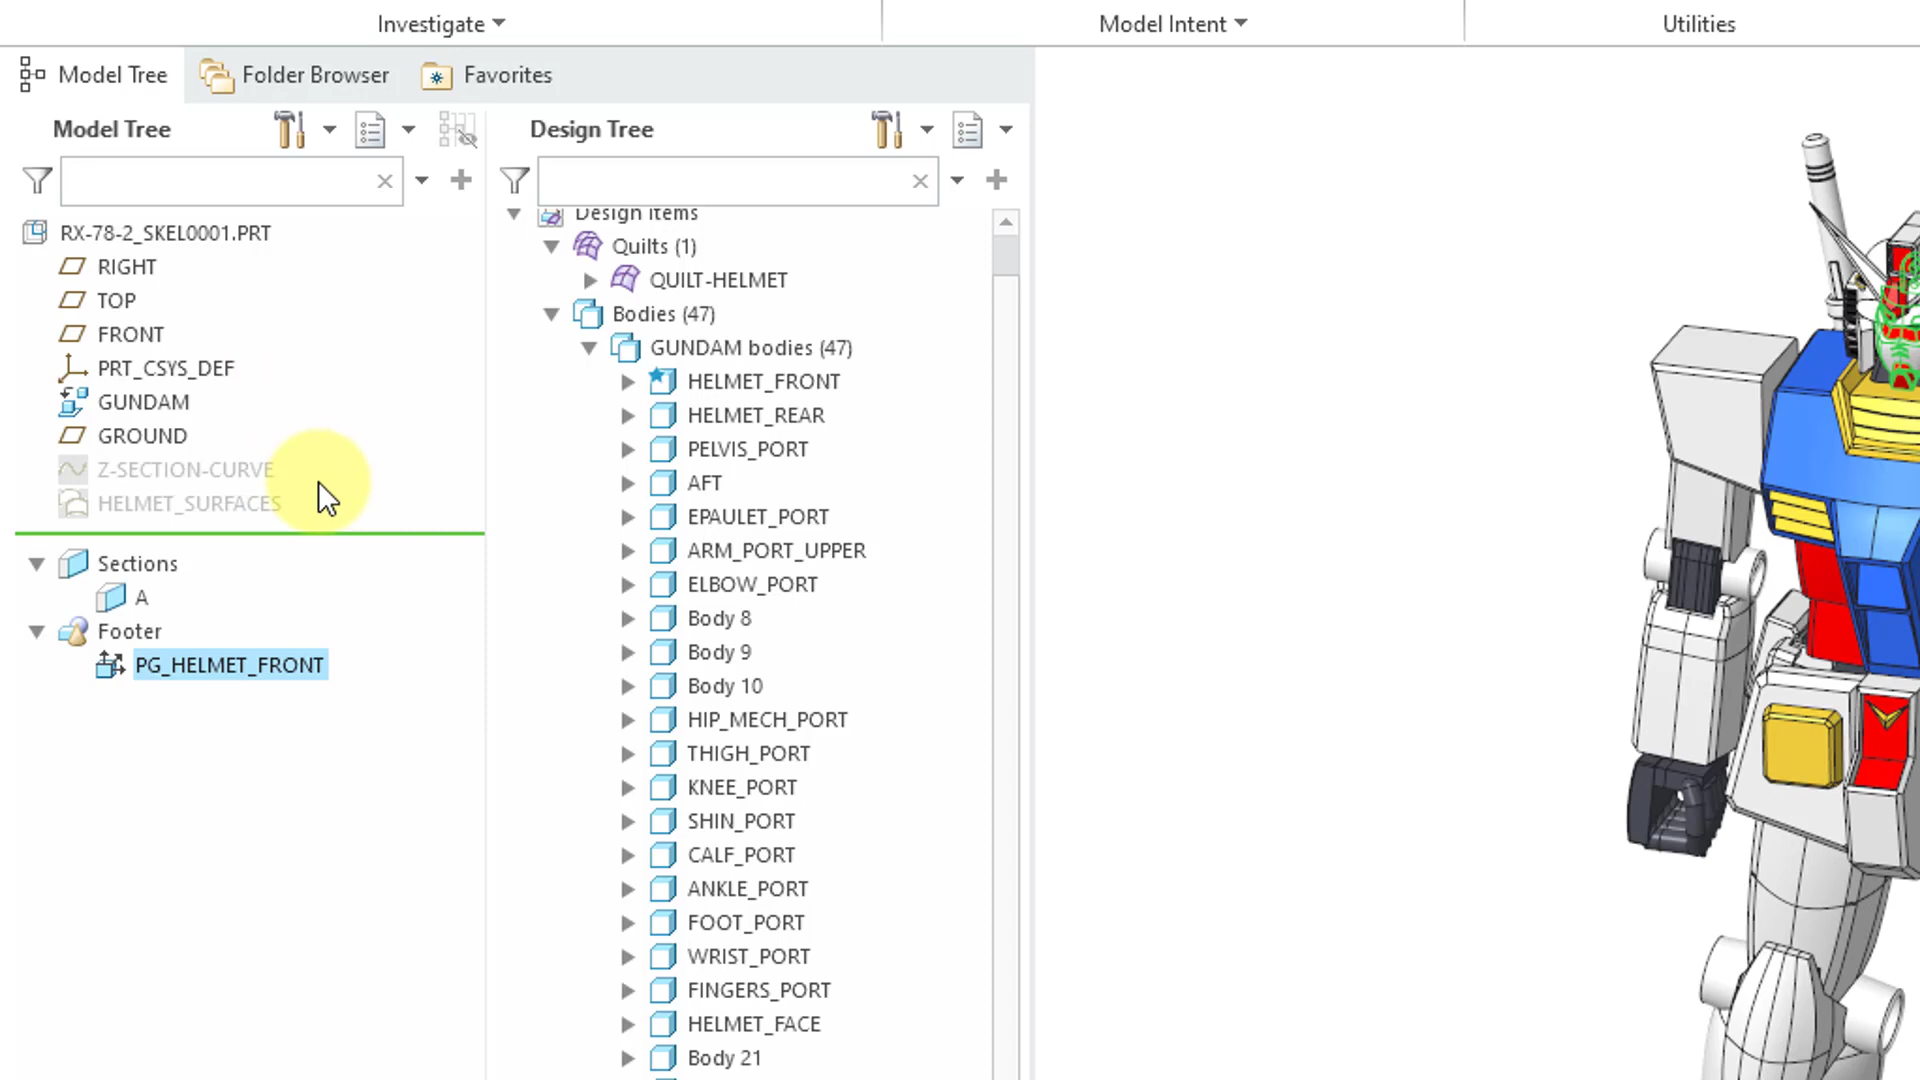 Investigate
Model Intent
Utilities
Model Tree
Folder Browser
Favorites
Model Tree
RX-78-2_SKEL0001.PRT
RIGHT
TOP
FRONT
PRT_CSYS_DEF
GUNDAM
GROUND
Z-SECTION-CURVE
HELMET_SURFACES
Sections
A
Footer
PG_HELMET_FRONT
Design Tree
Design Items
Quilts (1)
QUILT-HELMET
Bodies (47)
GUNDAM bodies (47)
HELMET_FRONT
HELMET_REAR
PELVIS_PORT
AFT
EPAULET_PORT
ARM_PORT_UPPER
ELBOW_PORT
Body 8
Body 9
Body 10
HIP_MECH_PORT
THIGH_PORT
KNEE_PORT
SHIN_PORT
CALF_PORT
ANKLE_PORT
FOOT_PORT
WRIST_PORT
FINGERS_PORT
HELMET_FACE
Body 21